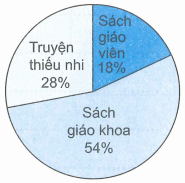 Sách
giáo
viên
18%
Truyện
thiếu nhi
28%
Sách
giáo khoa
54%